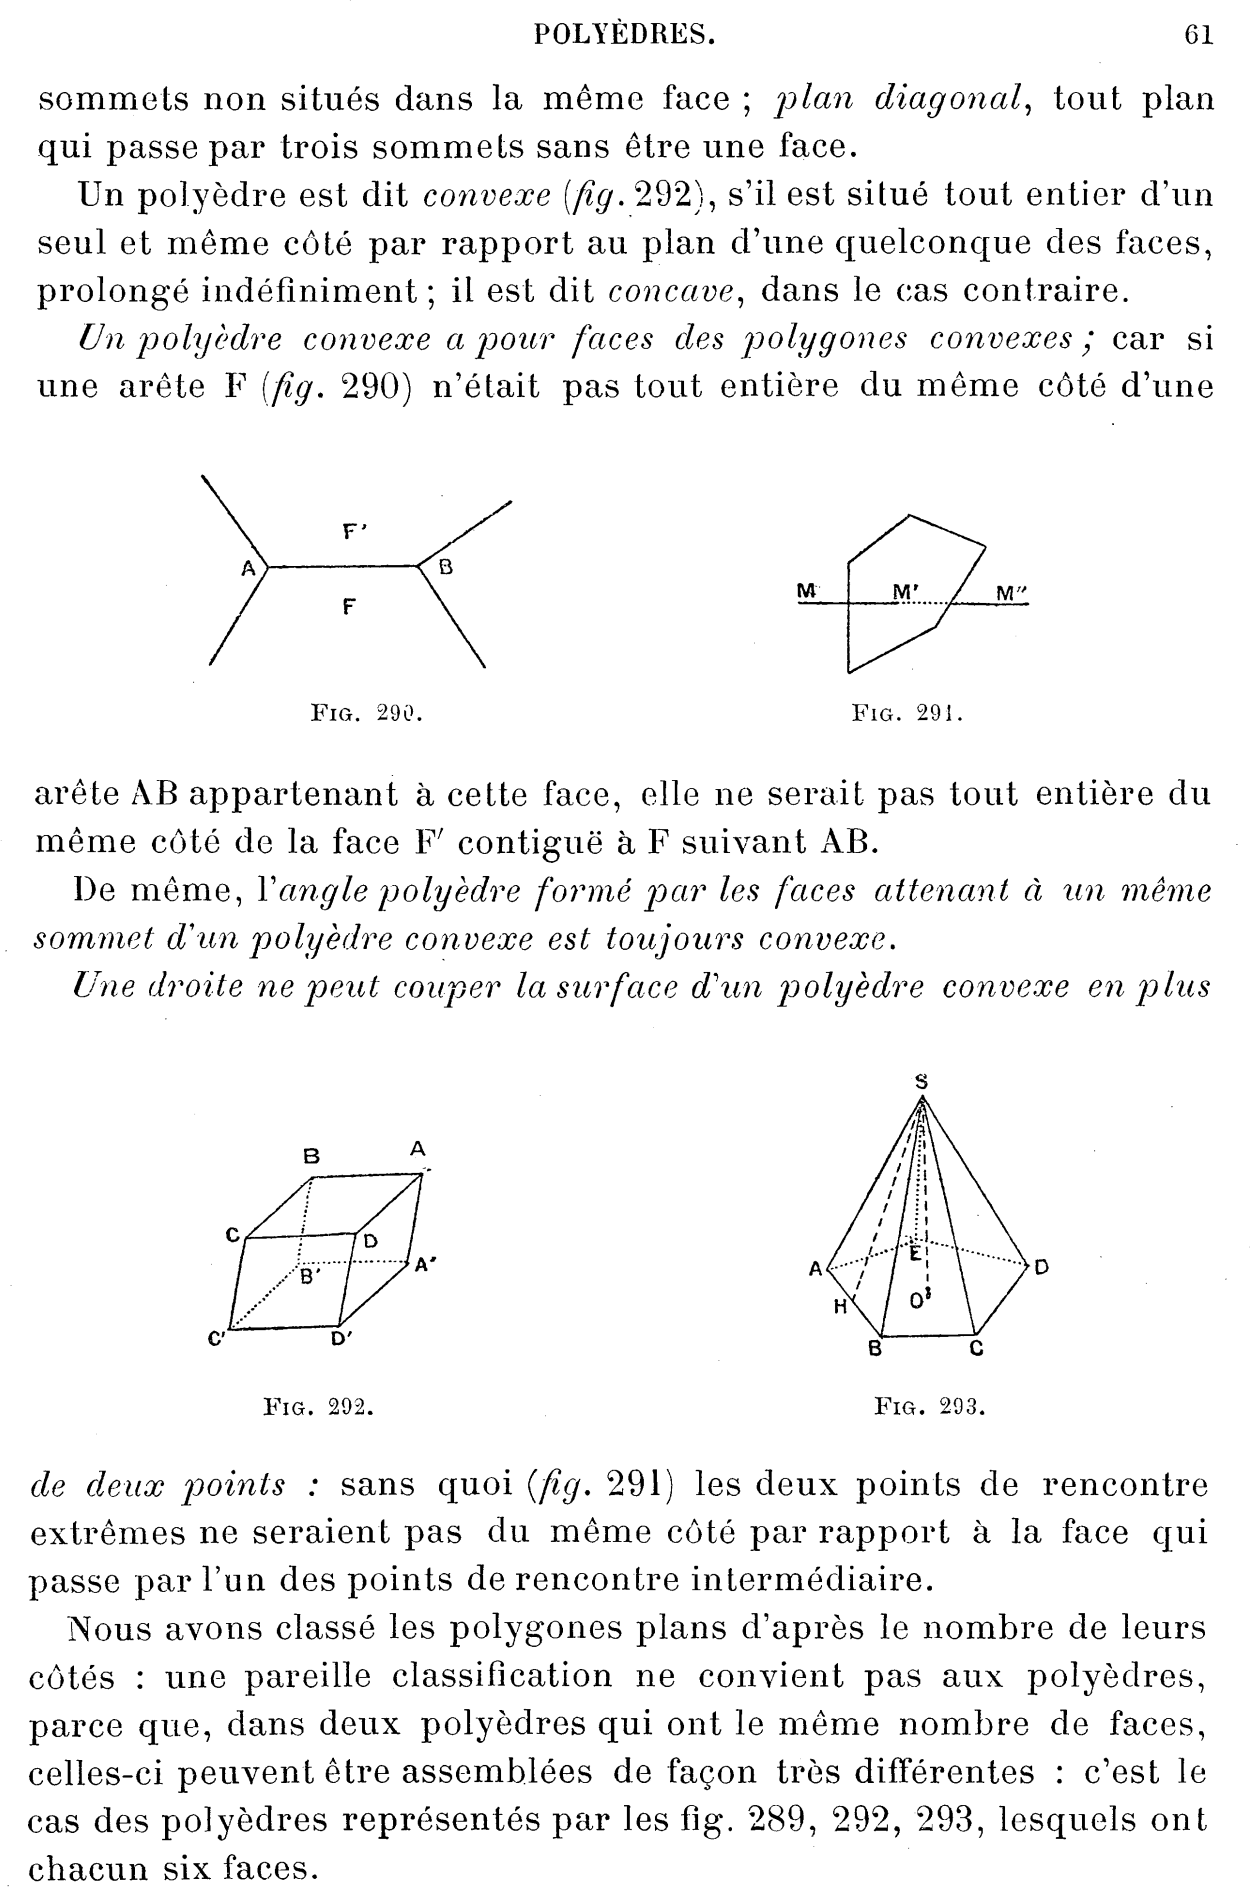 POLYÈDRES. 61
sommets non situés dans la même face ; plan diagonal, tout plan
qui passe par trois sommets sans être une face.
Un polyèdre est dit convexe (fig. 292), s'il est situé tout entier d'un
seul et même côté par rapport au plan d'une quelconque des faces,
prolongé indéfiniment ; il est dit concave, dans le cas contraire.
Un polyèdre convexe a pour faces des polygones convexes ; car si
une arête F (fig. 290) n'était pas tout entière du même côté d'une
F'
A B
F
M M' M"
FIG. 290. FIG. 291.
arête AB appartenant à cette face, elle ne serait pas tout entière du
même côté de la face F' contiguë à F suivant AB.
De même, l'angle polyèdre formé par les faces attenant à un même
sommet d'un polyèdre convexe est toujours convexe.
Une droite ne peut couper la surface d'un polyèdre convexe en plus
B A
C D
B' A'
C' D'
S
A E D
H O
B C
FIG. 292. FIG. 293.
de deux points : sans quoi (fig. 291) les deux points de rencontre
extrêmes ne seraient pas du même côté par rapport à la face qui
passe par l'un des points de rencontre intermédiaire.
Nous avons classé les polygones plans d'après le nombre de leurs
côtés : une pareille classification ne convient pas aux polyèdres,
parce que, dans deux polyèdres qui ont le même nombre de faces,
celles-ci peuvent être assemblées de façon très différentes : c'est le
cas des polyèdres représentés par les fig. 289, 292, 293, lesquels ont
chacun six faces.